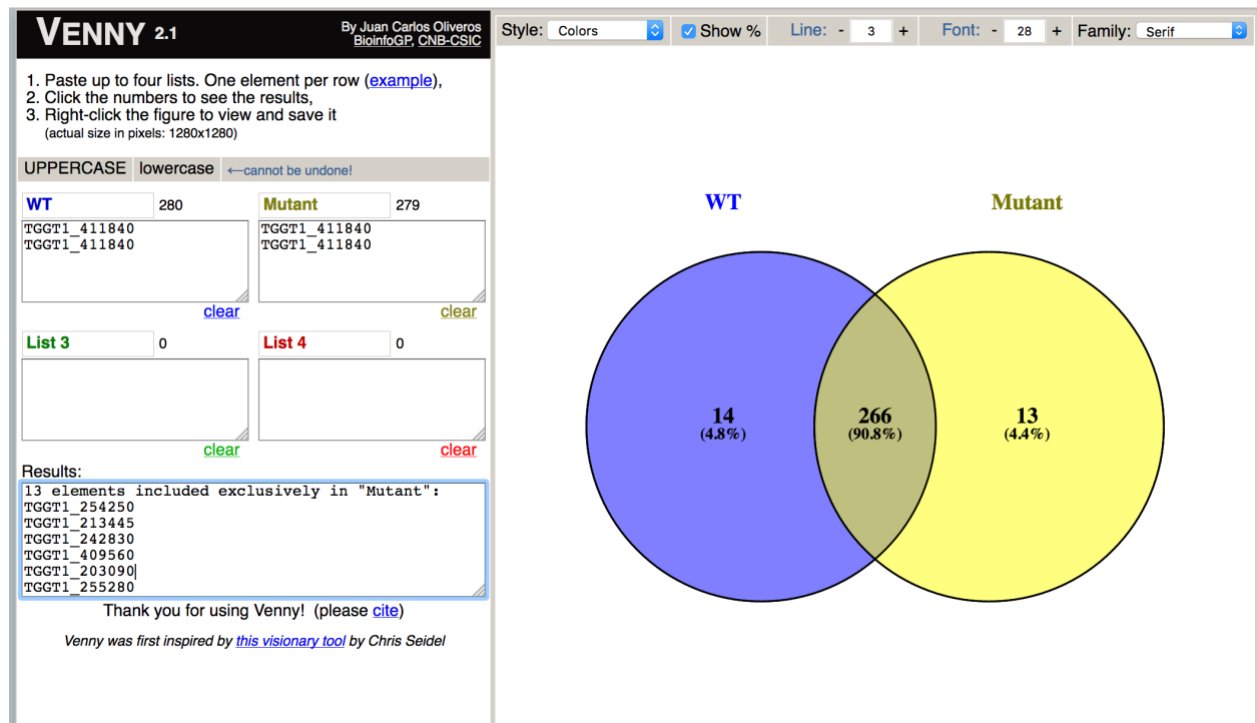 VENNY 2.1
By Juan Carlos Oliveros
BioinfoGP, CNB-CSIC
Style: Colors Show % Line: - 3 + Font: - 28 + Family: Serif
1. Paste up to four lists. One element per row (example),
2. Click the numbers to see the results,
3. Right-click the figure to view and save it
(actual size in pixels: 1280x1280)
UPPERCASE lowercase ←cannot be undone!
WT 280
TGGT1_411840
TGGT1_411840
clear
Mutant 279
TGGT1_411840
TGGT1_411840
clear
List 3 0
clear
List 4 0
clear
Results:
13 elements included exclusively in "Mutant":
TGGT1_254250
TGGT1_213445
TGGT1_242830
TGGT1_409560
TGGT1_203090
TGGT1_255280
Thank you for using Venny! (please cite)
Venny was first inspired by this visionary tool by Chris Seidel
WT
Mutant
14
(4.8%)
266
(90.8%)
13
(4.4%)